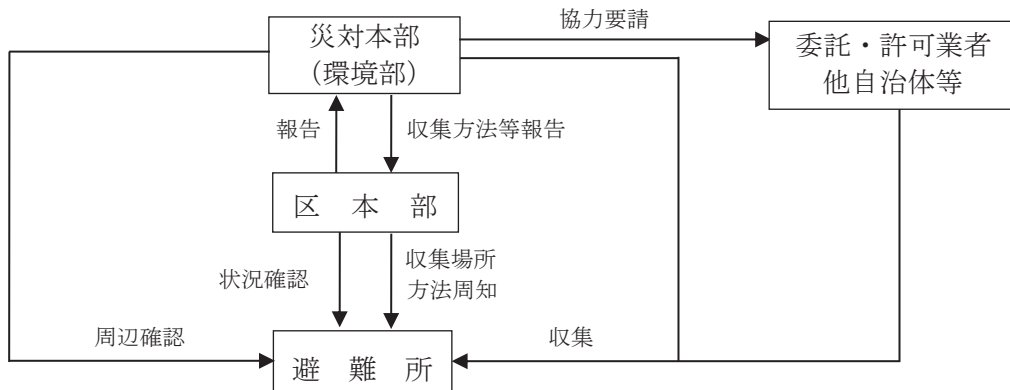 協力要請
災対本部
（環境部）
委託・許可業者
他自治体等
報告
収集方法等報告
区本部
状況確認
収集場所
方法周知
周辺確認
収集
避難所